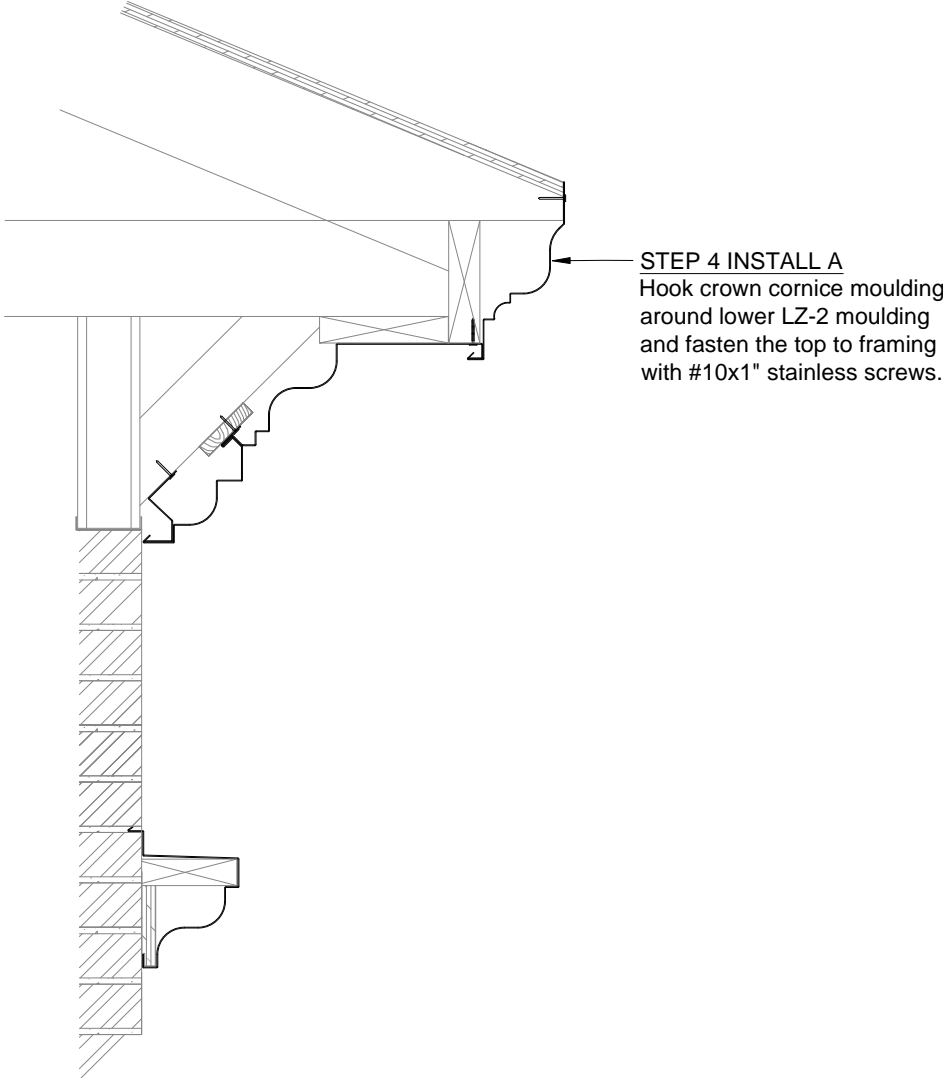 STEP 4 INSTALL A
Hook crown cornice moulding
around lower LZ-2 moulding
and fasten the top to framing
with #10x1" stainless screws.